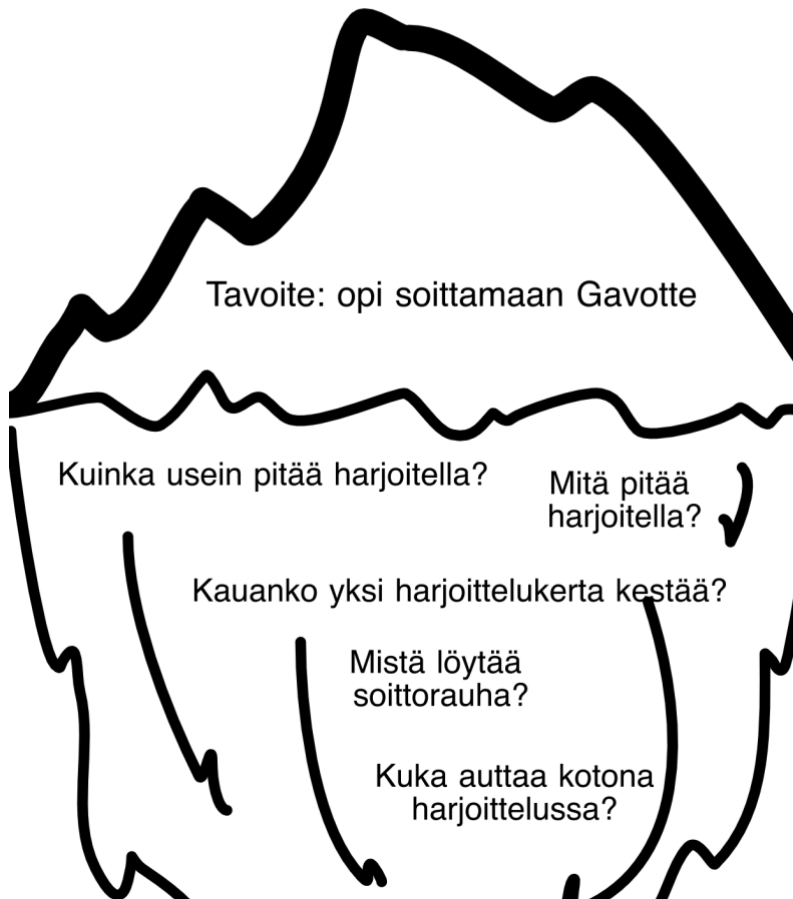 Tavoite: opi soittamaan Gavotte
Kuinka usein pitää harjoitella?
Mitä pitää
harjoitella?
Kauanko yksi harjoittelukerta kestää?
Mistä löytää
soittorauha?
Kuka auttaa kotona
harjoittelussa?